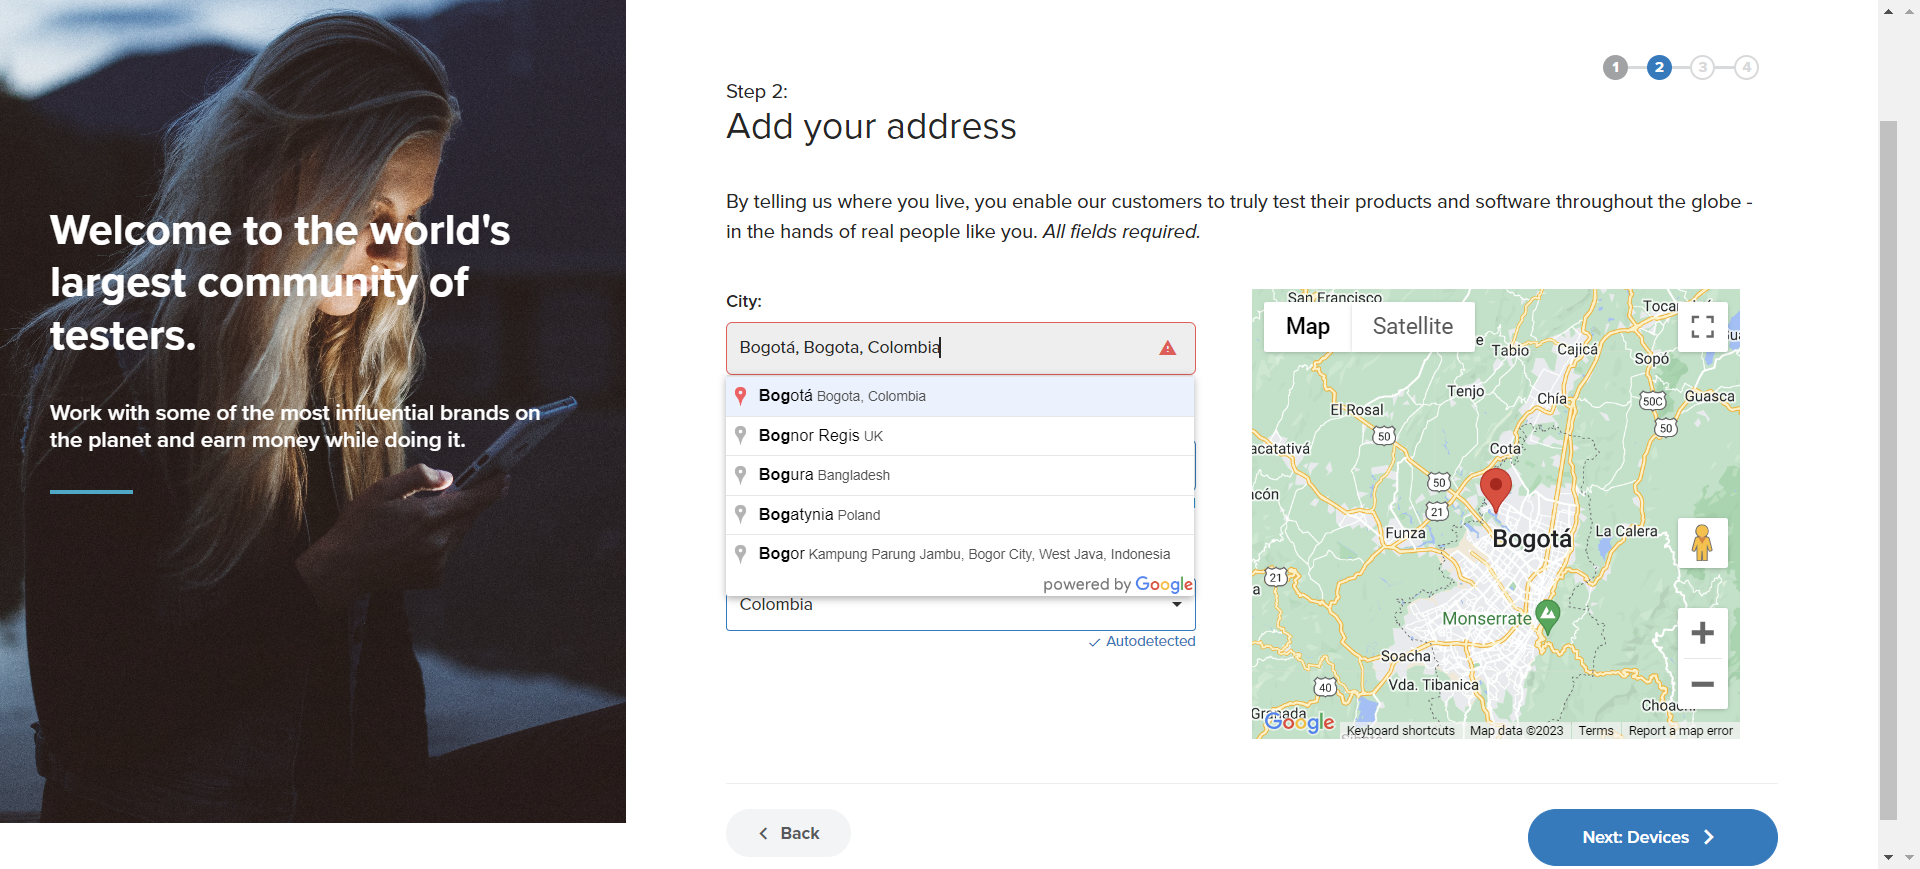 Welcome to the world's
largest community of
testers.
Work with some of the most influential brands on
the planet and earn money while doing it.
1
2
3
4
Step 2:
Add your address
By telling us where you live, you enable our customers to truly test their products and software throughout the globe -
in the hands of real people like you. All fields required.
City:
Bogotá, Bogota, Colombia
Bogotá Bogota, Colombia
Bognor Regis UK
Bogura Bangladesh
Bogatynia Poland
Bogor Kampung Parung Jambu, Bogor City, West Java, Indonesia
powered by Google
Colombia
Autodetected
San Francisco
Map
Satellite
Tabio
Cajicá
Sopó
Tenjo
Chía
50C
Guasca
El Rosal
50
50
acatativá
Cota
50
21
Funza
Bogotá
La Calera
21
Monserrate
Soacha
40
Vda. Tibanica
Granada
Google
Keyboard shortcuts
Map data ©2023
Terms
Report a map error
Back
Next: Devices